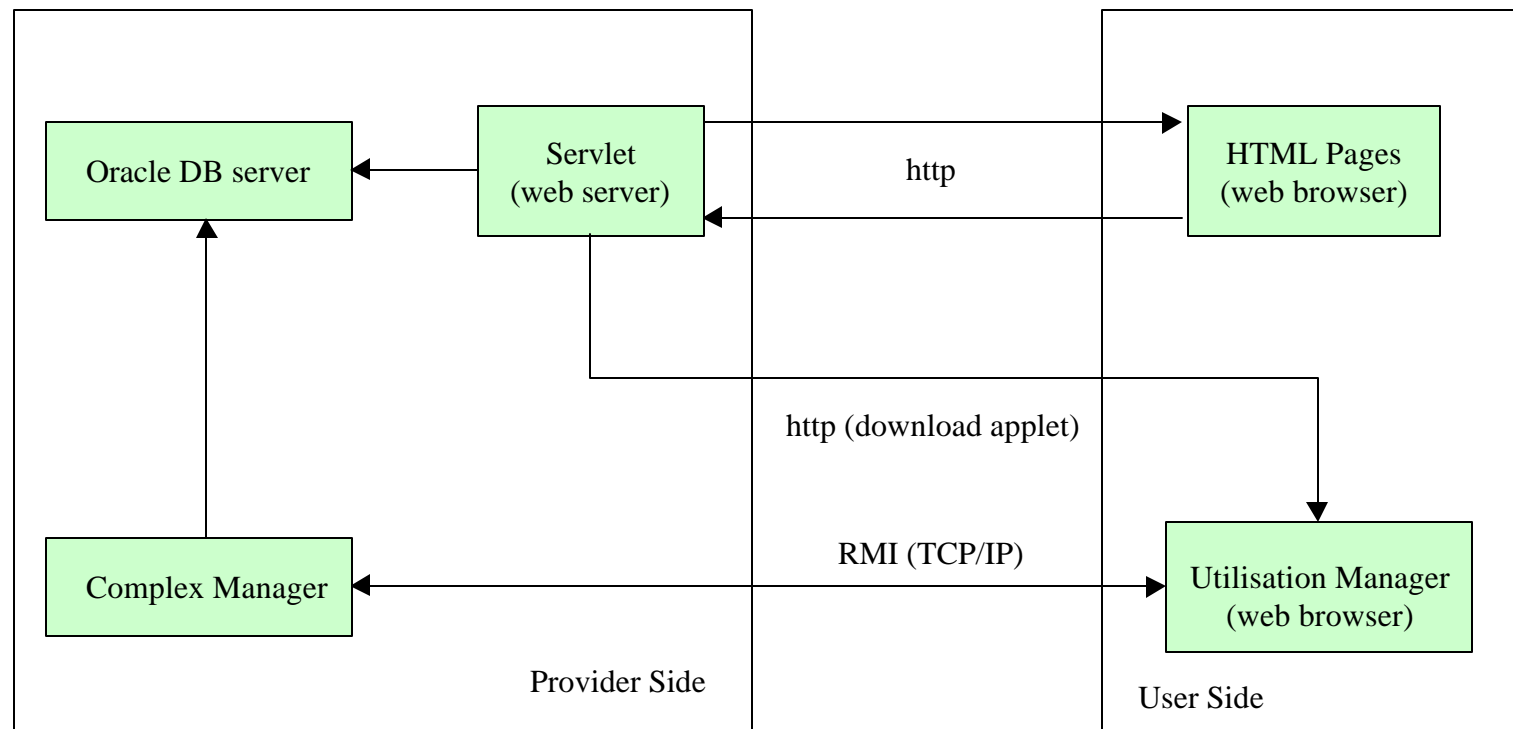 Oracle DB server
Servlet
(web server)
http
HTML Pages
(web browser)
http (download applet)
Complex Manager
RMI (TCP/IP)
Utilisation Manager
(web browser)
Provider Side
User Side